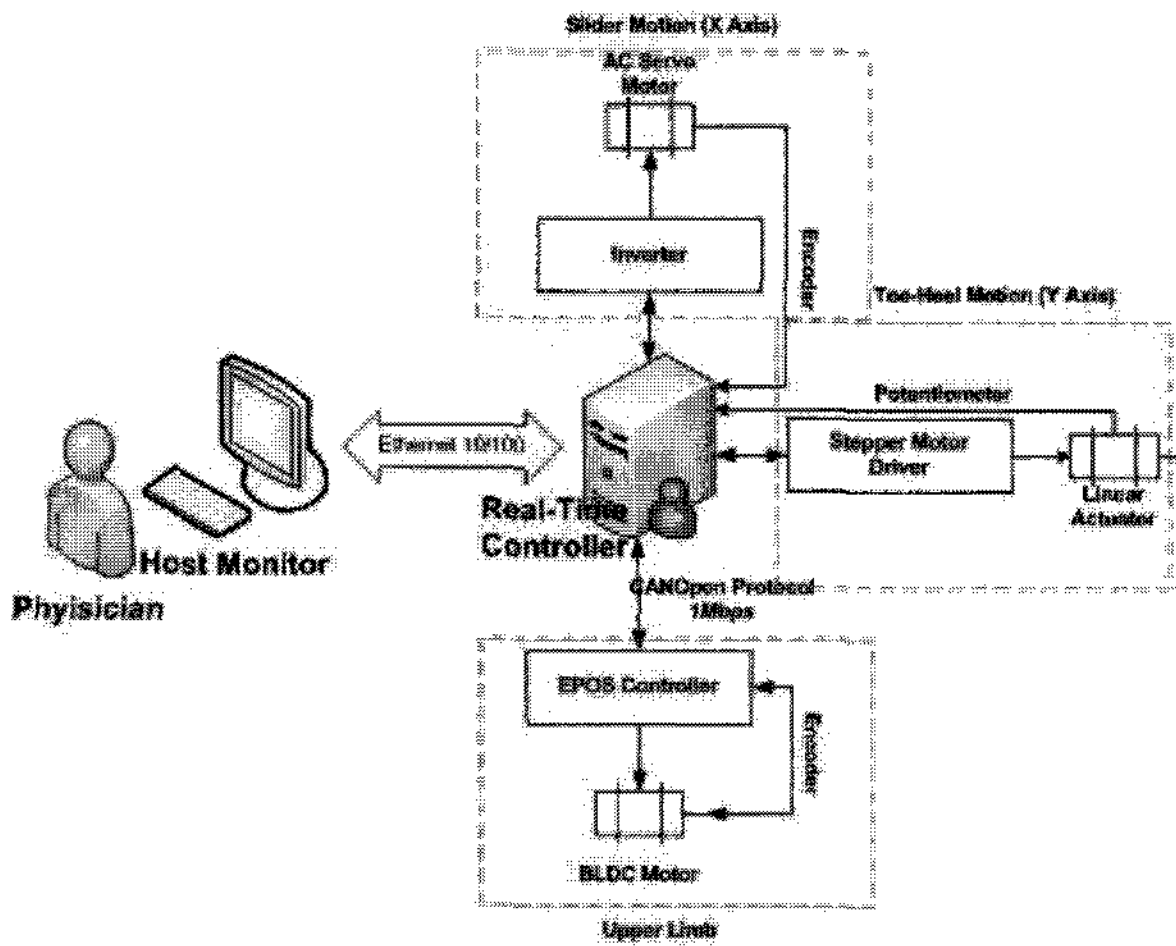 Slider Motion (X Axis)
AC Servo
Motor
Inverter
Encoder
Toe-Heel Motion (Y Axis)
Potentiometer
Stepper Motor
Driver
Linear
Actuator
Ethernet 10/100
Real-Time
Controller
Host Monitor
Phyisician
CANOpen Protocol
1Mbps
EPOS Controller
Encoder
BLDC Motor
Upper Limb